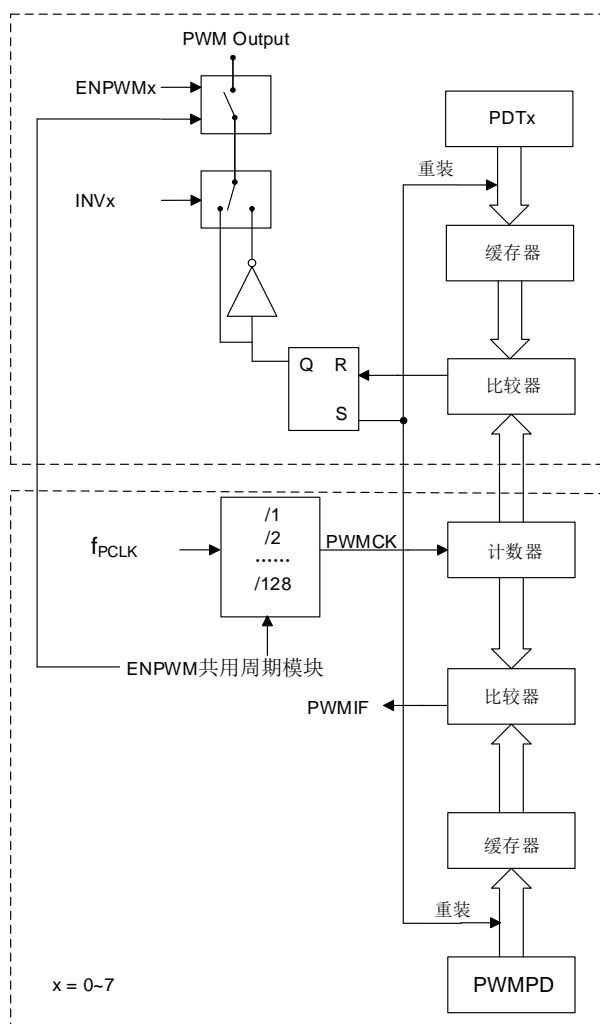 PWM Output
ENPWMx
PDTx
重装
INVx
缓存器
Q R
S
比较器
/1
/2
......
/128
fPCLK
PWMCK
计数器
ENPWM共用周期模块
比较器
PWMIF
缓存器
重装
x = 0~7
PWMPD